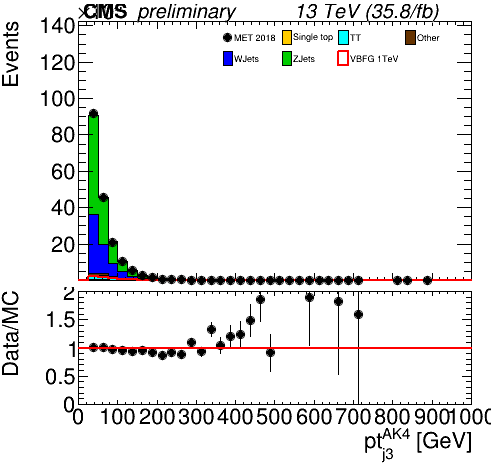 CMS preliminary 13 TeV (35.8/fb)
Events
MET 2018 Single top TT Other
WJets ZJets VBFG 1TeV
140
120
100
80
60
40
20
Data/MC
2
1.5
1
0.5
0
0 100 200 300 400 500 600 700 800 900 1000
pt_{j3}^{AK4} [GeV]